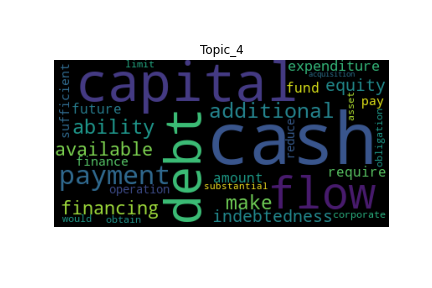 Topic_4
limit
expenditure
capital
acquisition
sufficient
fund
equity
future
additional
asset
pay
ability
debt
cash
reduce
obligation
available
finance
require
payment
amount
flow
operation
substantial
financing
make
indebtedness
corporate
would
obtain